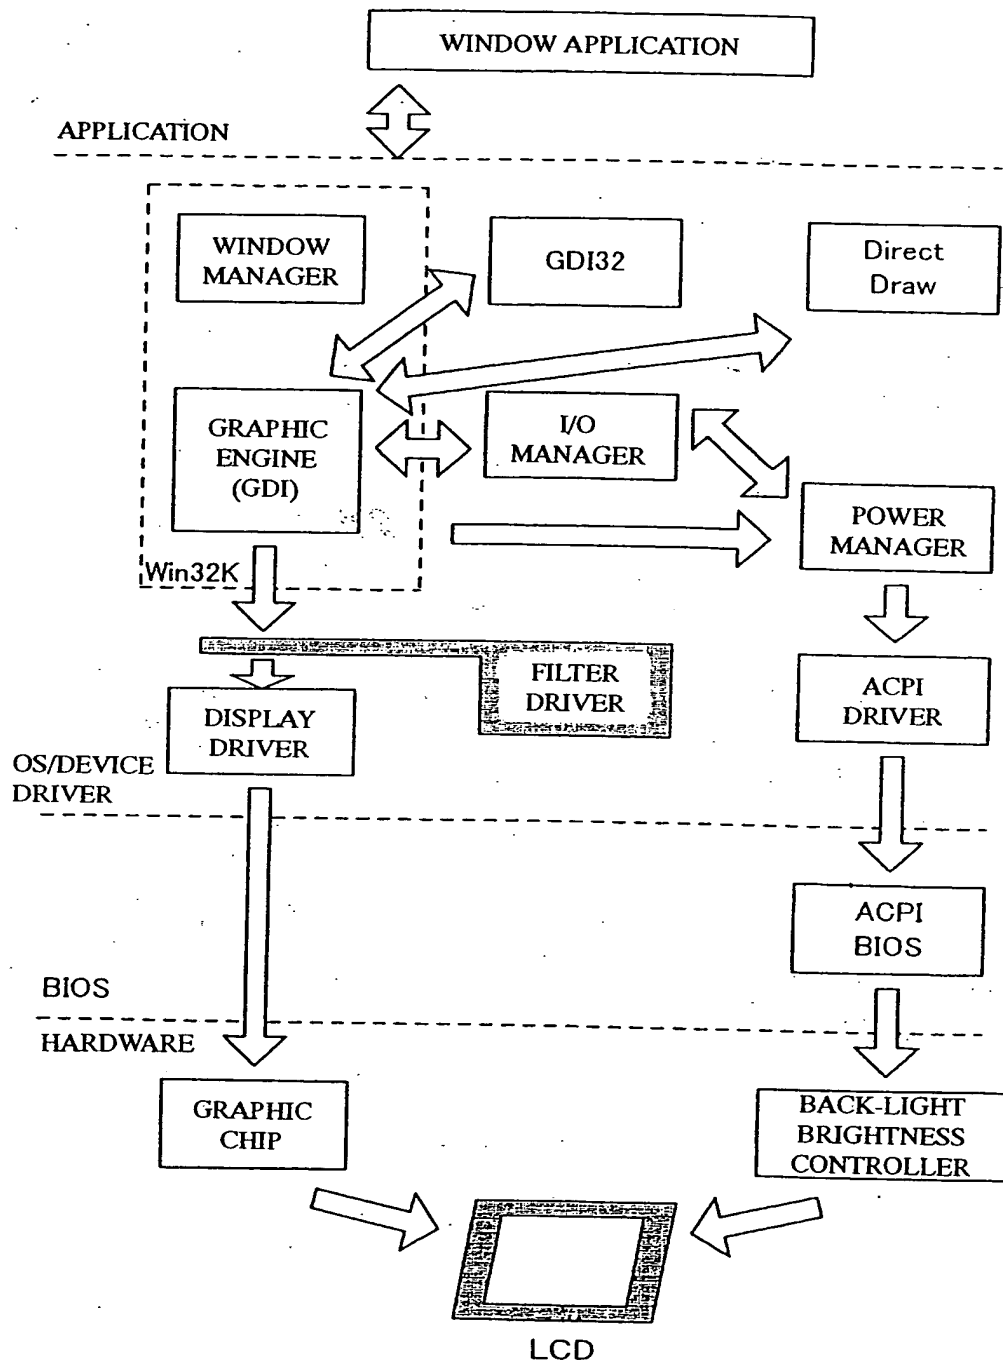 WINDOW APPLICATION
APPLICATION
WINDOW
MANAGER
GDI32
Direct
Draw
GRAPHIC
ENGINE
(GDI)
I/O
MANAGER
POWER
MANAGER
Win32K
FILTER
DRIVER
DISPLAY
DRIVER
ACPI
DRIVER
OS/DEVICE
DRIVER
ACPI
BIOS
BIOS
HARDWARE
GRAPHIC
CHIP
BACK-LIGHT
BRIGHTNESS
CONTROLLER
LCD